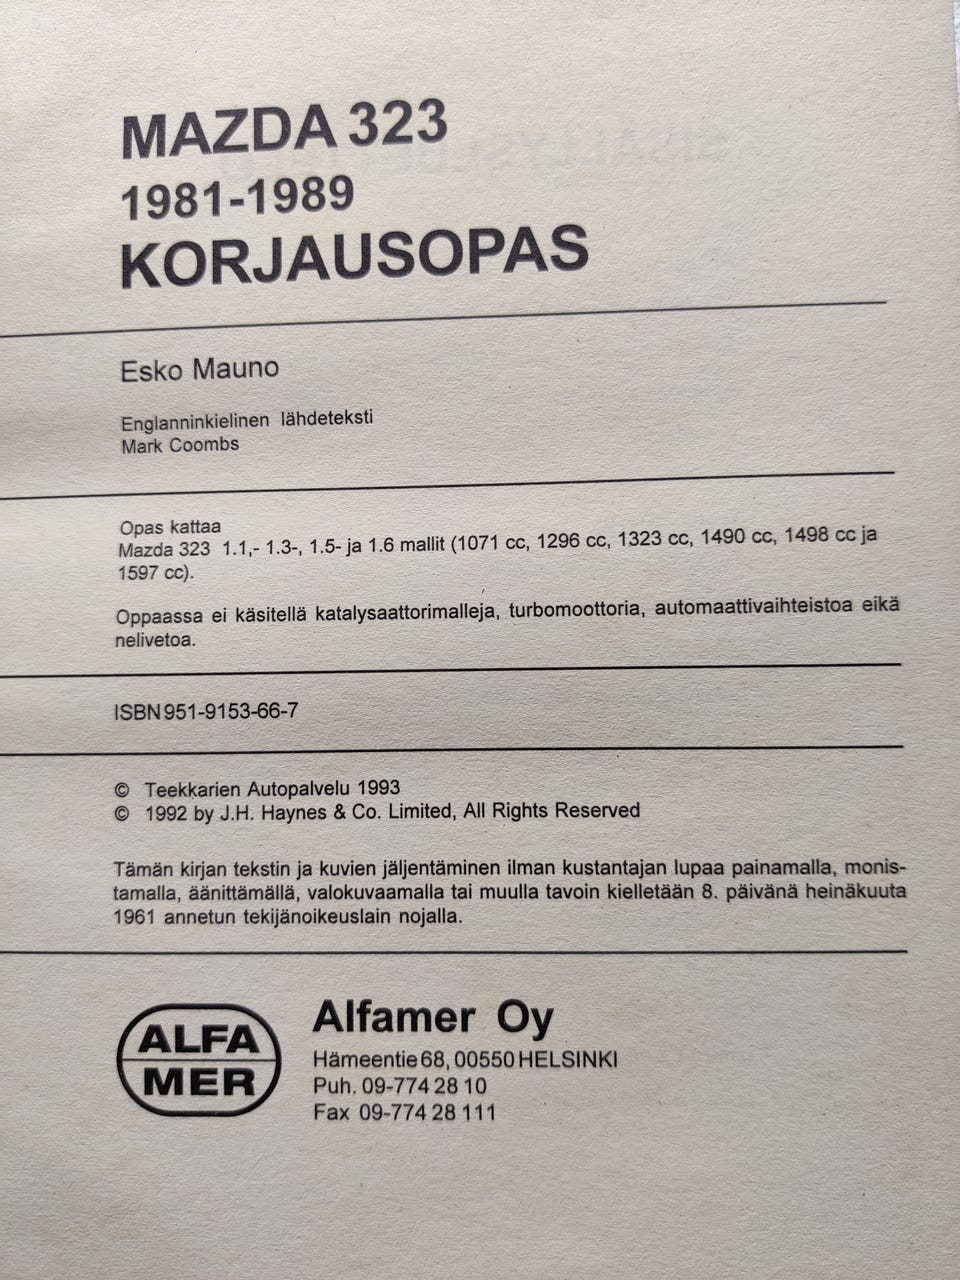 MAZDA 323
1981-1989
KORJAUSOPAS
Esko Mauno
Englanninkielinen lähdeteksti
Mark Coombs
Opas kattaa
Mazda 323 1.1,- 1.3-, 1.5- ja 1.6 mallit (1071 cc, 1296 cc, 1323 cc, 1490 cc, 1498 cc ja
1597 cc).
Oppaassa ei käsitellä katalysaattorimalleja, turbomoottoria, automaattivaihteistoa eikä
nelivetoa.
ISBN 951-9153-66-7
© Teekkarien Autopalvelu 1993
© 1992 by J.H. Haynes & Co. Limited, All Rights Reserved
Tämän kirjan tekstin ja kuvien jäljentäminen ilman kustantajan lupaa painamalla, monis-
tamalla, äänittämällä, valokuvaamalla tai muulla tavoin kielletään 8. päivänä heinäkuuta
1961 annetun tekijänoikeuslain nojalla.
ALFA
MER
Alfamer Oy
Hämeentie 68, 00550 HELSINKI
Puh. 09-774 28 10
Fax 09-774 28 111